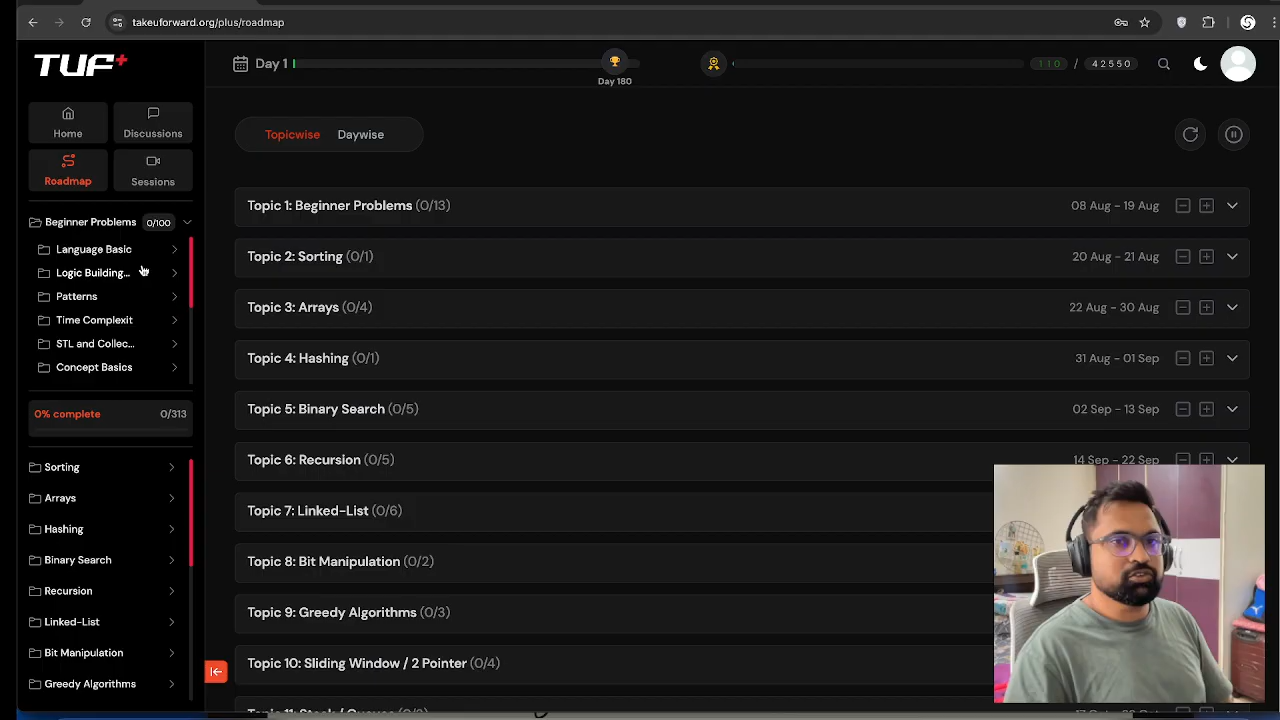 takeuforward.org/plus/roadmap
TUF+
Day 1
Day 180
110 / 42550
Home
Discussions
Roadmap
Sessions
Topicwise
Daywise
Beginner Problems 0/100
Language Basic
Logic Building...
Patterns
Time Complexit
STL and Collec...
Concept Basics
0% complete 0/313
Sorting
Arrays
Hashing
Binary Search
Recursion
Linked-List
Bit Manipulation
Greedy Algorithms
Topic 1: Beginner Problems (0/13) 08 Aug - 19 Aug
Topic 2: Sorting (0/1) 20 Aug - 21 Aug
Topic 3: Arrays (0/4) 22 Aug - 30 Aug
Topic 4: Hashing (0/1) 31 Aug - 01 Sep
Topic 5: Binary Search (0/5) 02 Sep - 13 Sep
Topic 6: Recursion (0/5) 14 Sep - 22 Sep
Topic 7: Linked-List (0/6)
Topic 8: Bit Manipulation (0/2)
Topic 9: Greedy Algorithms (0/3)
Topic 10: Sliding Window / 2 Pointer (0/4)